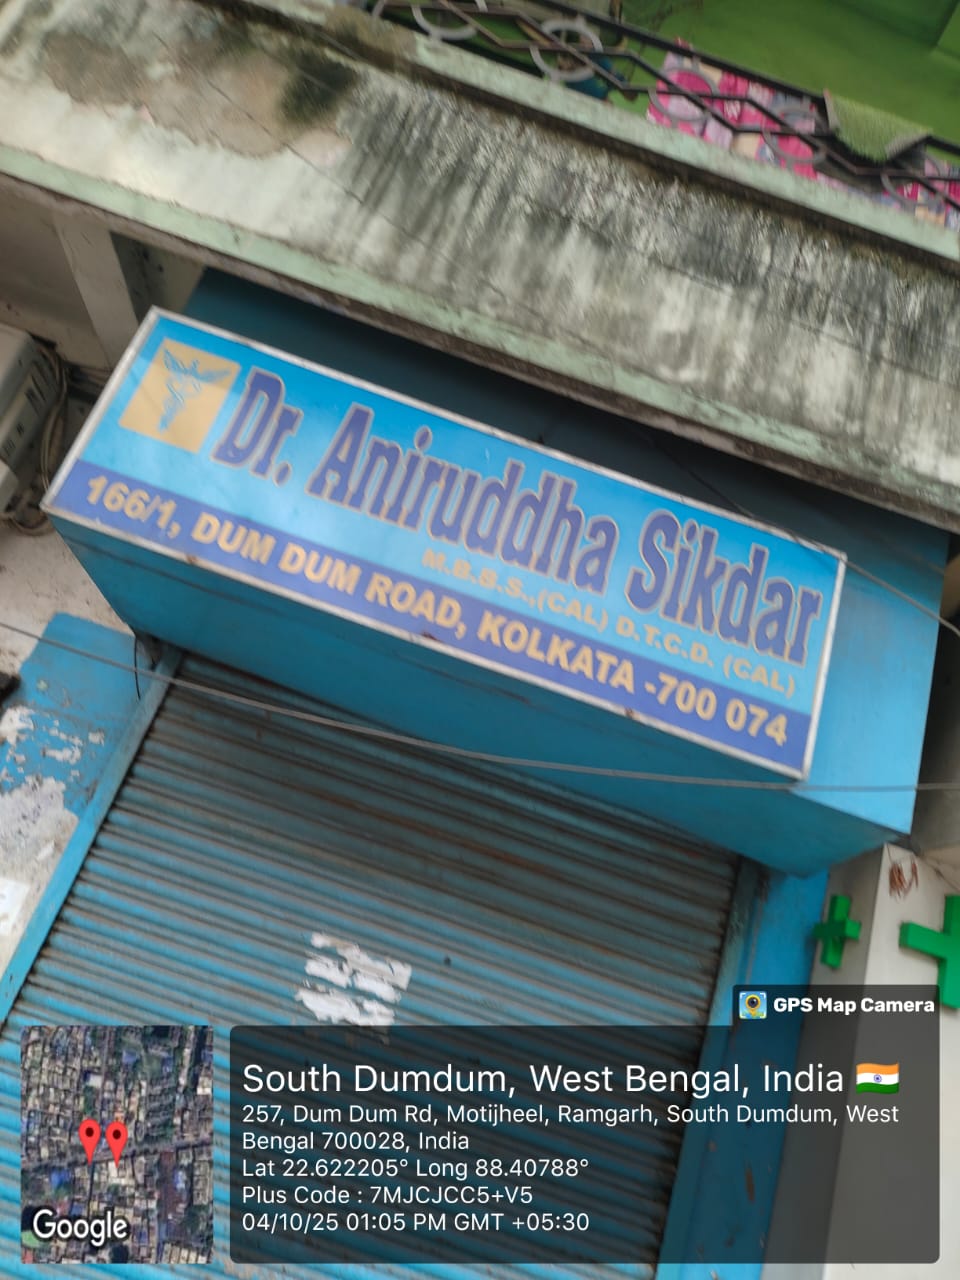 Dr. Aniruddha Sikdar
M.B.B.S.,(CAL) D.T.C.D. (CAL)
166/1, DUM DUM ROAD, KOLKATA -700 074
GPS Map Camera
South Dumdum, West Bengal, India
257, Dum Dum Rd, Motijheel, Ramgarh, South Dumdum, West
Bengal 700028, India
Lat 22.622205° Long 88.40788°
Plus Code : 7MJCJCC5+V5
04/10/25 01:05 PM GMT +05:30
Google